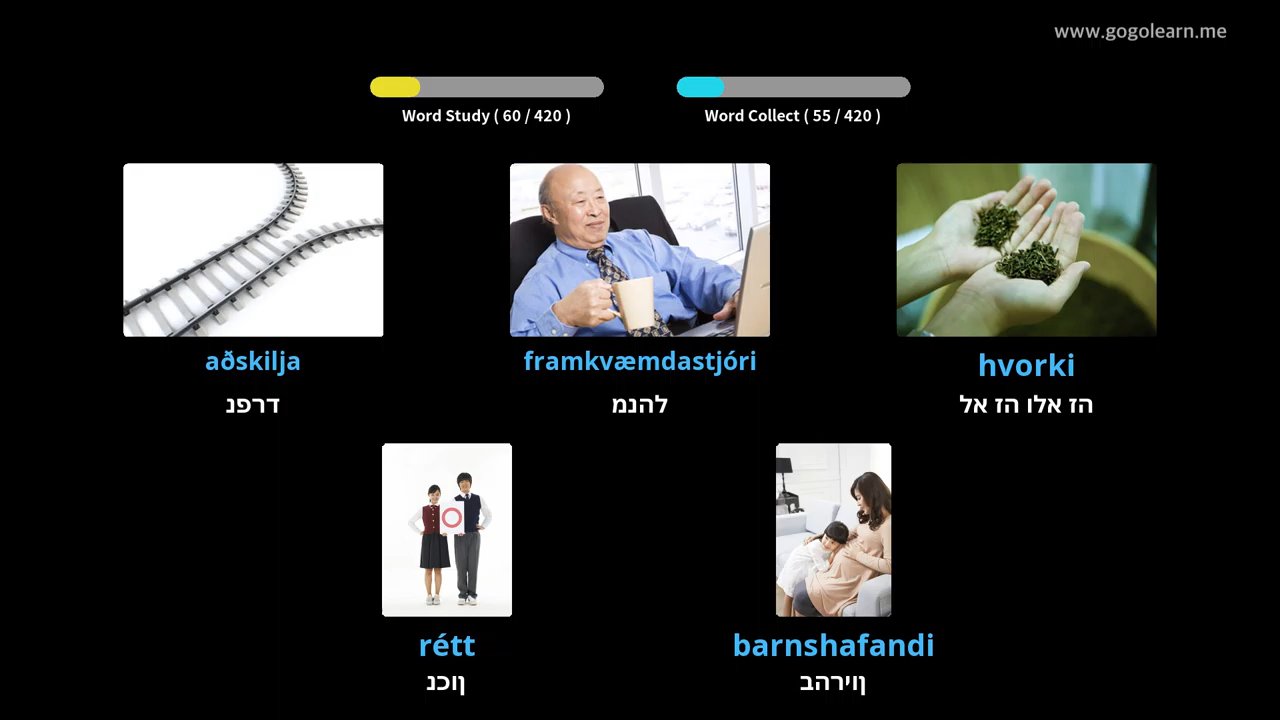 www.gogolearn.me
Word Study ( 60 / 420 )
Word Collect ( 55 / 420 )
aðskilja
דרפנ
framkvæmdastjóri
להנמ
hvorki
הז אלו הז אל
rétt
ןוכנ
barnshafandi
ןוירהב